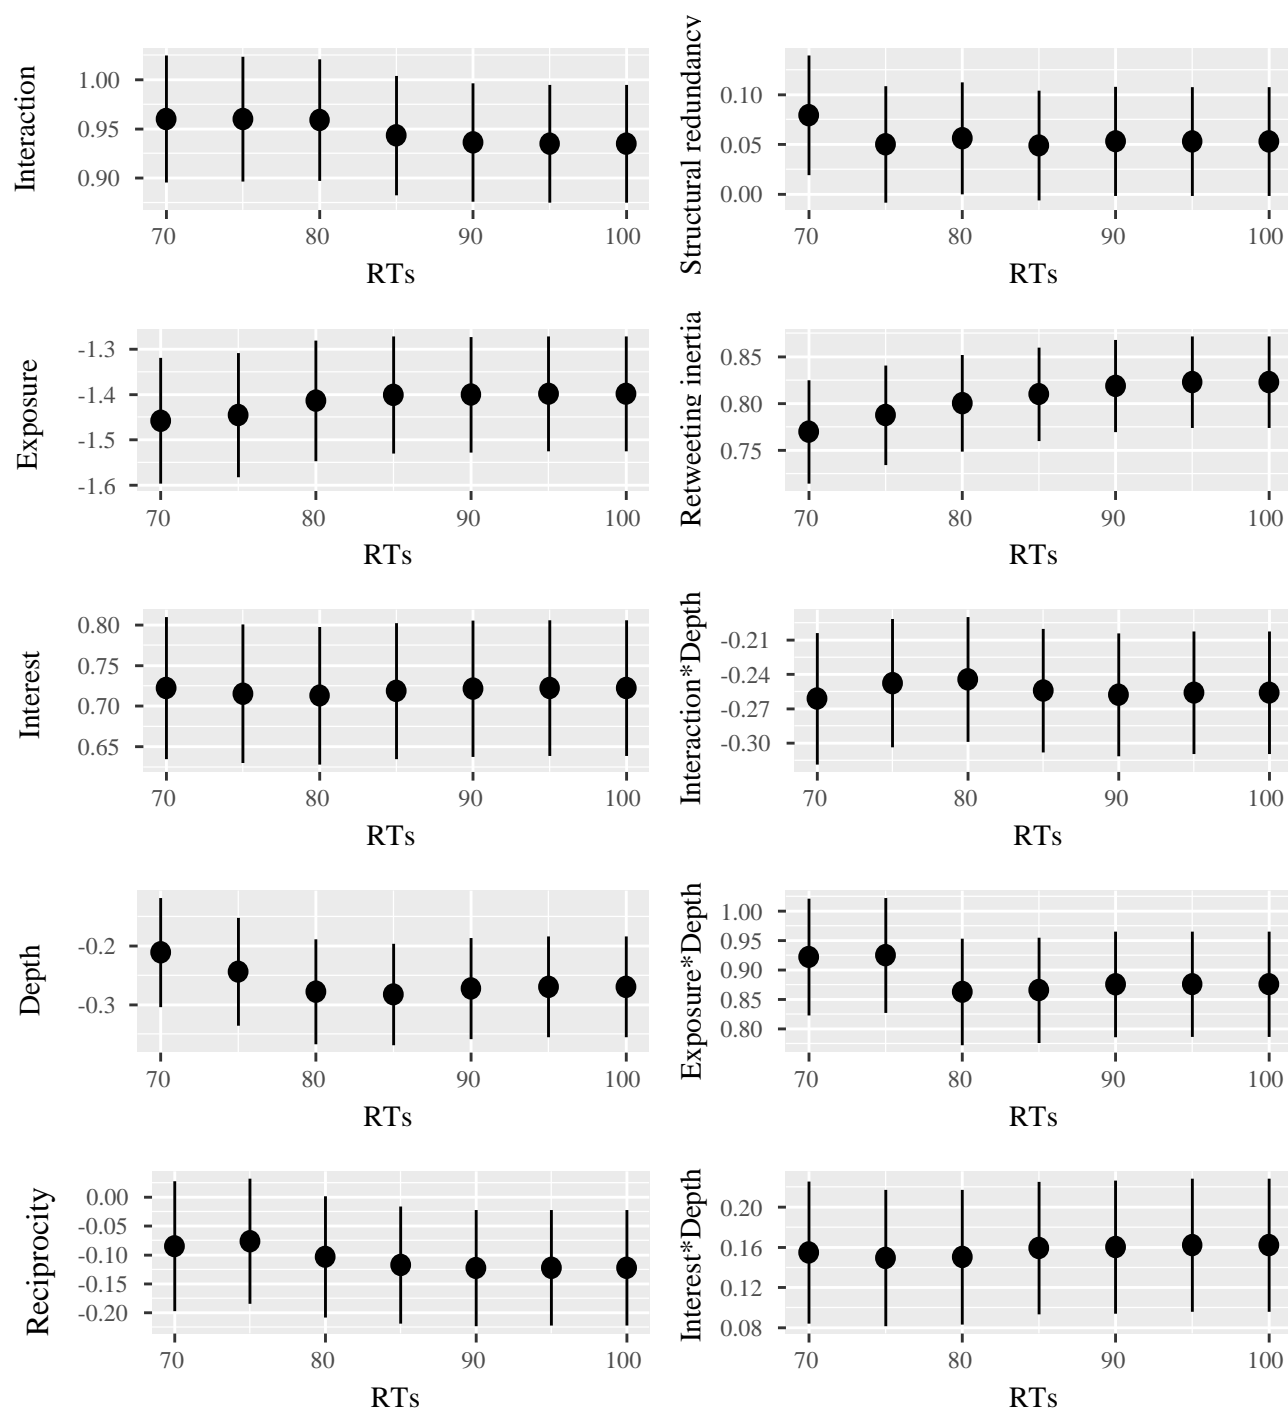 Interaction
1.00
0.95
0.90
70 80 90 100
RTs
Structural redundancy
0.10
0.05
0.00
70 80 90 100
RTs
Exposure
-1.3
-1.4
-1.5
-1.6
70 80 90 100
RTs
Retweeting inertia
0.85
0.80
0.75
70 80 90 100
RTs
Interest
0.80
0.75
0.70
0.65
70 80 90 100
RTs
Interaction*Depth
-0.21
-0.24
-0.27
-0.30
70 80 90 100
RTs
Depth
-0.2
-0.3
70 80 90 100
RTs
Exposure*Depth
1.00
0.95
0.90
0.85
0.80
70 80 90 100
RTs
Reciprocity
0.00
-0.05
-0.10
-0.15
-0.20
70 80 90 100
RTs
Interest*Depth
0.20
0.16
0.12
0.08
70 80 90 100
RTs